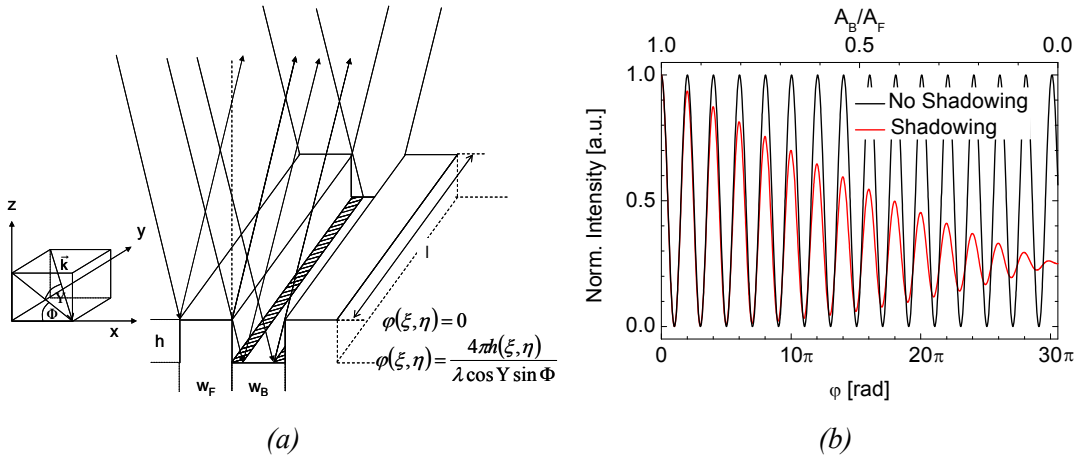 z
y
k⃗
Υ
Φ
x
h
w_F
w_B
l
φ(ξ,η)=0
φ(ξ,η)=4πh(ξ,η)/λ cos Υ sin Φ
(a)
A_B/A_F
1.0 0.5 0.0
1.0
0.5
0.0
No Shadowing
Shadowing
Norm. Intensity [a.u.]
0 10π 20π 30π
φ [rad]
(b)